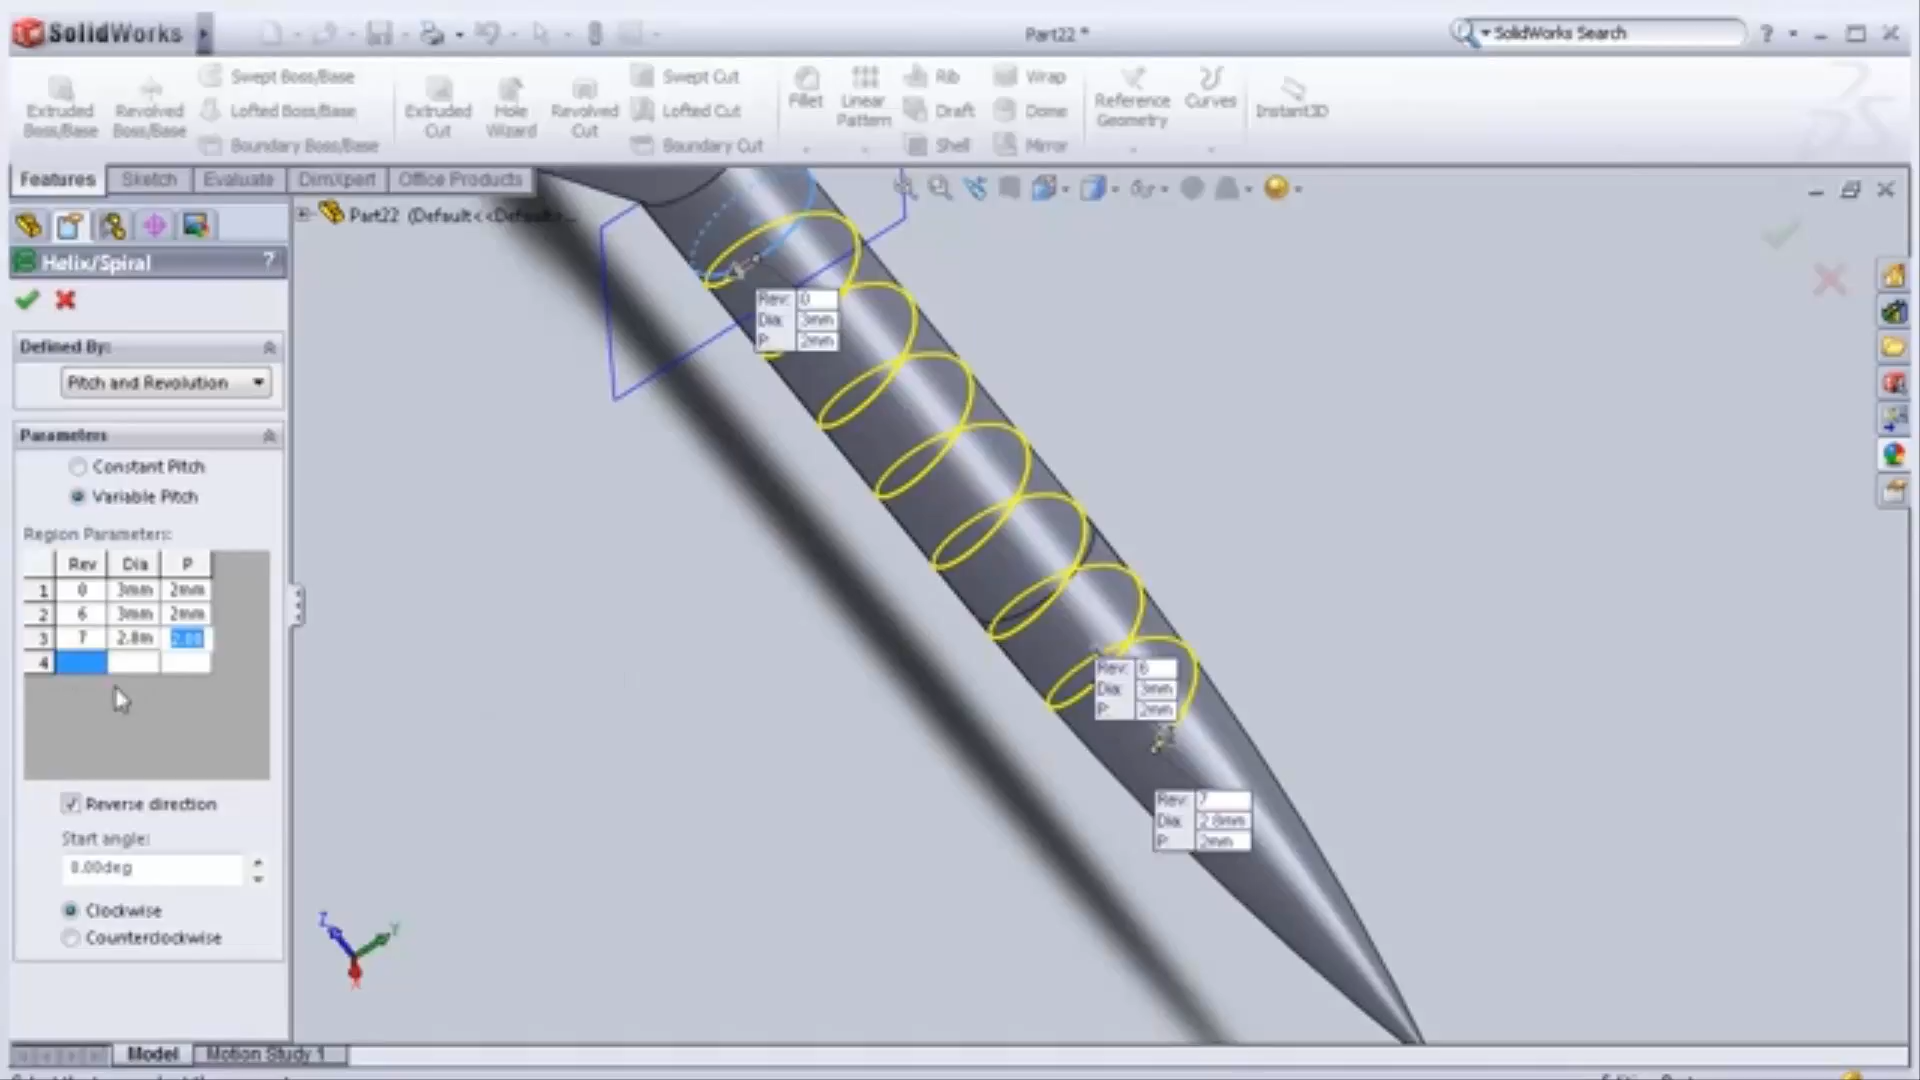 SolidWorks
Part22 *
SolidWorks Search
?
Extruded Boss/Base
Revolved Boss/Base
Swept Boss/Base
Lofted Boss/Base
Boundary Boss/Base
Extruded Cut
Hole Wizard
Revolved Cut
Swept Cut
Lofted Cut
Boundary Cut
Fillet
Linear Pattern
Rib
Draft
Shell
Wrap
Dome
Mirror
Reference Geometry
Curves
Instant3D
Features
Sketch
Evaluate
DimXpert
Office Products
Part22 (Default<<Default>...
Helix/Spiral
?
Defined By:
Pitch and Revolution
Parameters
Constant Pitch
Variable Pitch
Region Parameters:
Rev Dia P
1 0 3mm 2mm
2 6 3mm 2mm
3 7 2.8m 2.00
4
Reverse direction
Start angle:
0.00deg
Clockwise
Counterclockwise
Rev: 0
Dia: 3mm
P: 2mm
Rev: 6
Dia: 3mm
P: 2mm
Rev: 7
Dia: 2.8mm
P: 2mm
Z
Y
X
Model
Motion Study 1